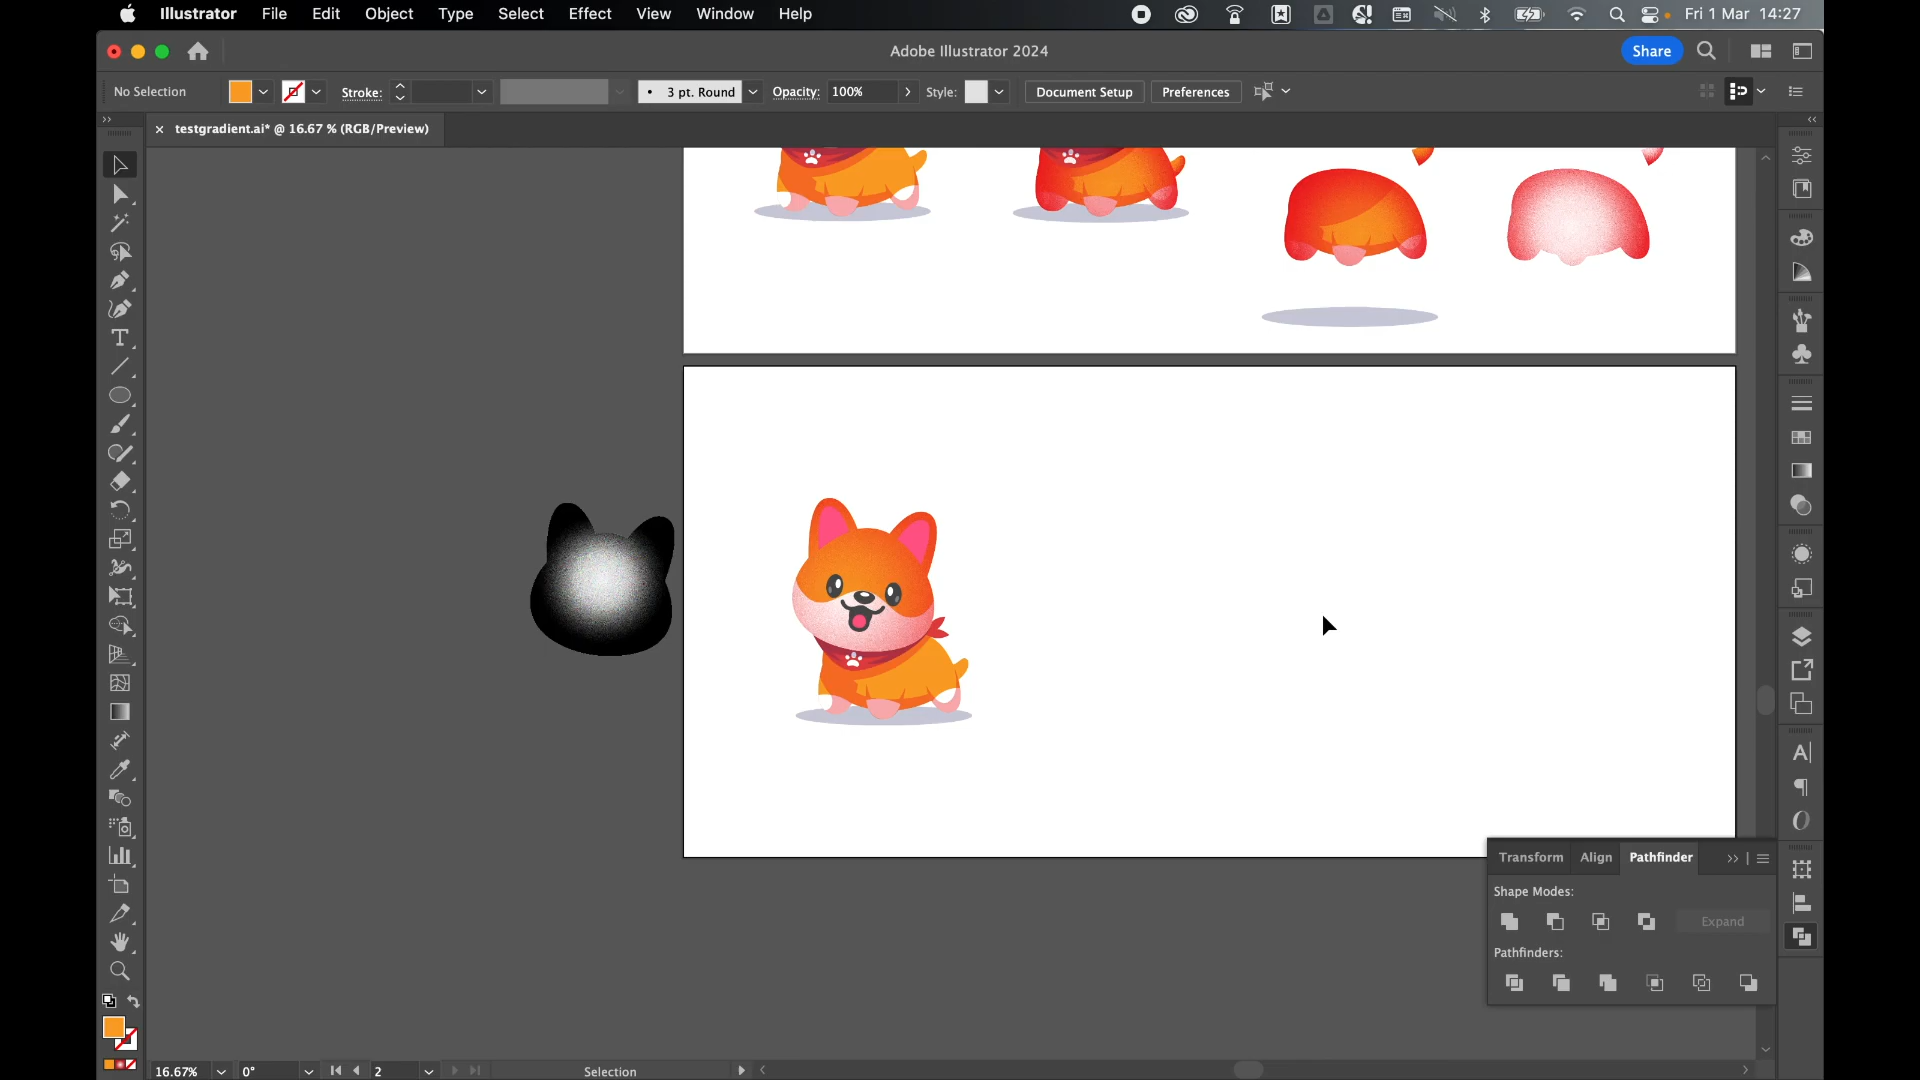 Illustrator File Edit Object Type Select Effect View Window Help Fri 1 Mar 14:27
Adobe Illustrator 2024 Share
No Selection Stroke: 3 pt. Round Opacity: 100% Style: Document Setup Preferences
× testgradient.ai* @ 16.67 % (RGB/Preview)
Transform Align Pathfinder
Shape Modes:
Expand
Pathfinders:
16.67% 0° 2 Selection